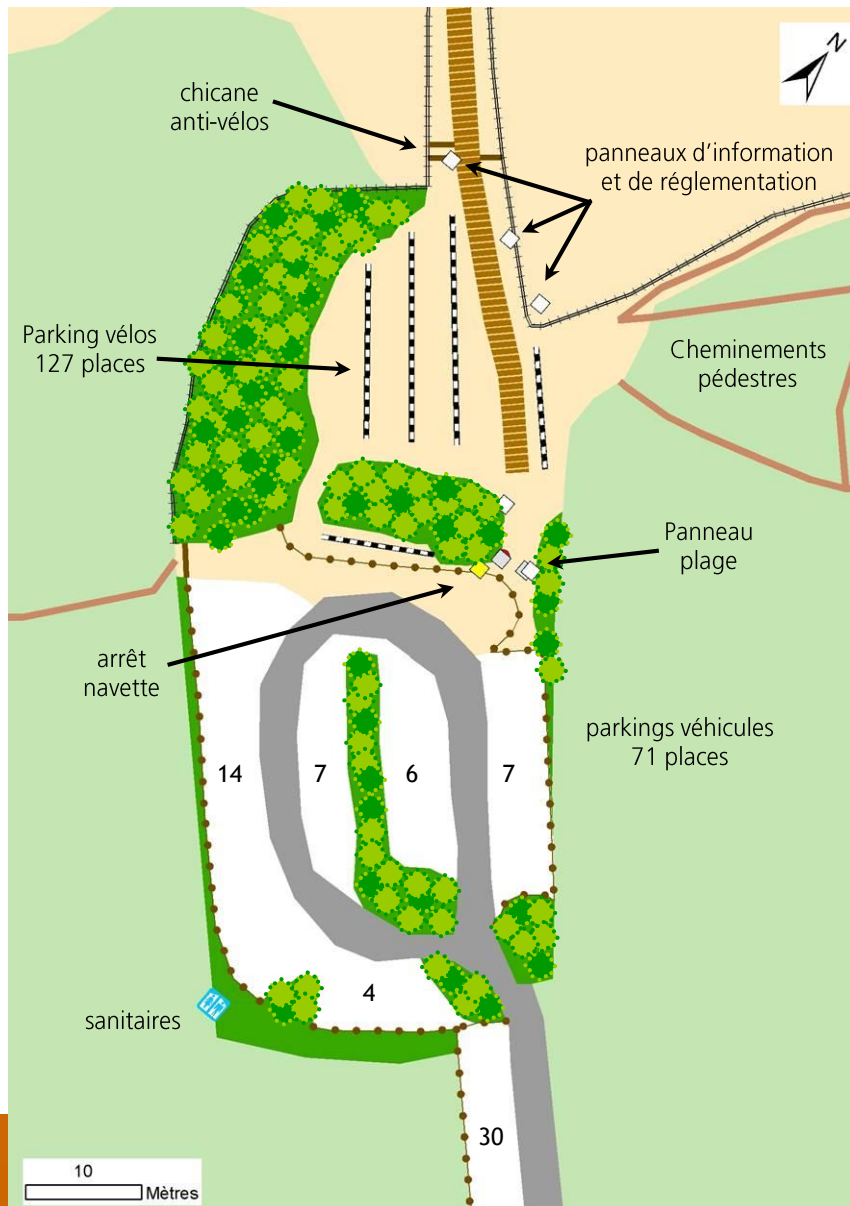 N
chicane
anti-vélos
panneaux d'information
et de réglementation
Parking vélos
127 places
Cheminements
pédestres
Panneau
plage
arrêt
navette
parkings véhicules
71 places
14
7
6
7
4
sanitaires
30
10
Mètres